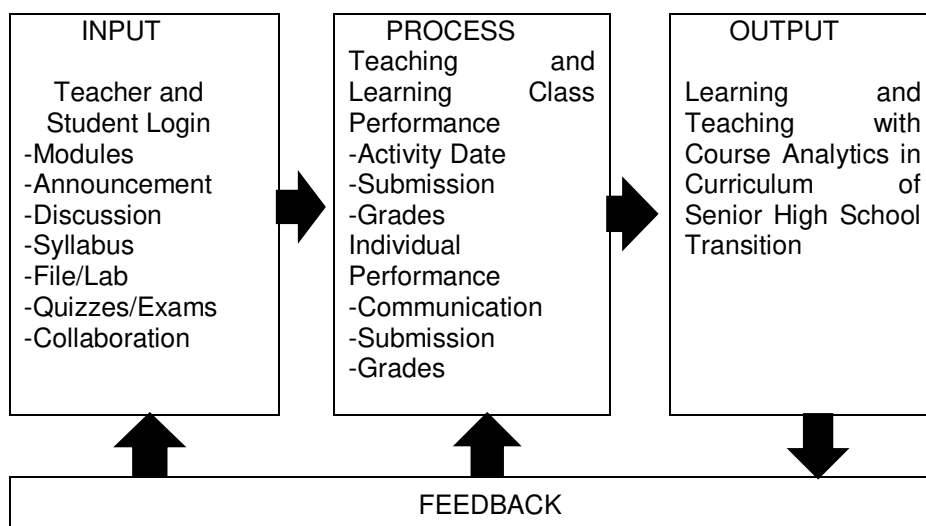 INPUT
Teacher and
Student Login
-Modules
-Announcement
-Discussion
-Syllabus
-File/Lab
-Quizzes/Exams
-Collaboration
PROCESS
Teaching and
Learning Class
Performance
-Activity Date
-Submission
-Grades
Individual
Performance
-Communication
-Submission
-Grades
OUTPUT
Learning and
Teaching with
Course Analytics in
Curriculum of
Senior High School
Transition
FEEDBACK